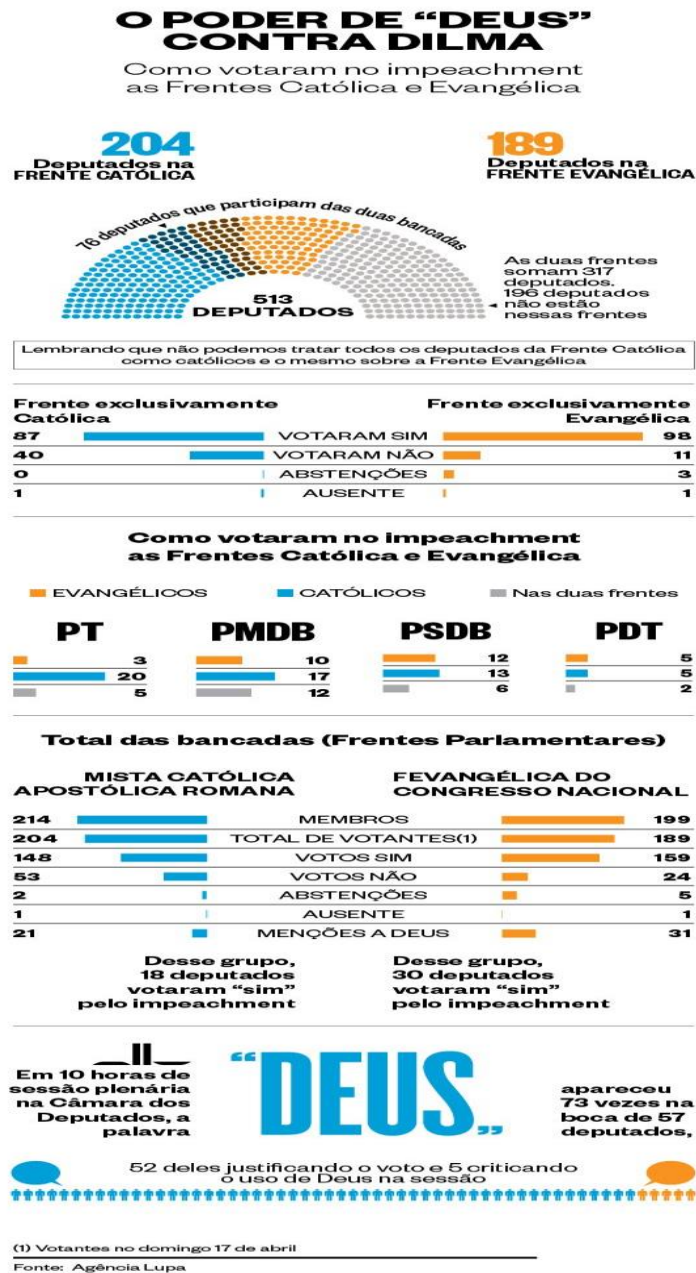 O PODER DE “DEUS”
CONTRA DILMA
Como votaram no impeachment
as Frentes Católica e Evangélica
204
Deputados na
FRENTE CATÓLICA
189
Deputados na
FRENTE EVANGÉLICA
76 deputados que participam das duas bancadas
513
DEPUTADOS
As duas frentes
somam 317
deputados.
196 deputados
não estão
nessas frentes
Lembrando que não podemos tratar todos os deputados da Frente Católica
como católicos e o mesmo sobre a Frente Evangélica
Frente exclusivamente
Católica
Frente exclusivamente
Evangélica
87 VOTARAM SIM 98
40 VOTARAM NÃO 11
0 ABSTENÇÕES 3
1 AUSENTE 1
Como votaram no impeachment
as Frentes Católica e Evangélica
EVANGÉLICOS CATÓLICOS Nas duas frentes
PT
3
20
5
PMDB
10
17
12
PSDB
12
13
6
PDT
5
5
2
Total das bancadas (Frentes Parlamentares)
MISTA CATÓLICA
APOSTÓLICA ROMANA
FEVANGÉLICA DO
CONGRESSO NACIONAL
214 MEMBROS 199
204 TOTAL DE VOTANTES(1) 189
148 VOTOS SIM 159
53 VOTOS NÃO 24
2 ABSTENÇÕES 5
1 AUSENTE 1
21 MENÇÕES A DEUS 31
Desse grupo,
18 deputados
votaram “sim”
pelo impeachment
Desse grupo,
30 deputados
votaram “sim”
pelo impeachment
Em 10 horas de
sessão plenária
na Câmara dos
Deputados, a
palavra
“DEUS„
apareceu
73 vezes na
boca de 57
deputados,
52 deles justificando o voto e 5 criticando
o uso de Deus na sessão
(1) Votantes no domingo 17 de abril
Fonte: Agência Lupa